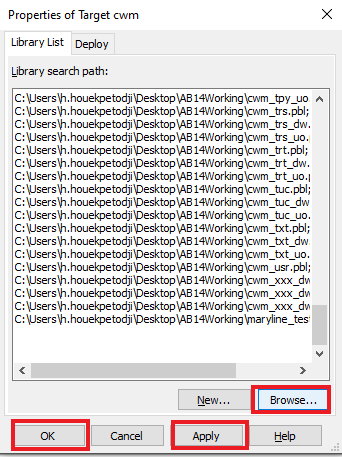 Properties of Target cwm
Library List
Deploy
Library search path:
C:\Users\h.houekpetodji\Desktop\AB14Working\cwm_tpy_uo.
C:\Users\h.houekpetodji\Desktop\AB14Working\cwm_trs.pbl;
C:\Users\h.houekpetodji\Desktop\AB14Working\cwm_trs_dw.
C:\Users\h.houekpetodji\Desktop\AB14Working\cwm_trs_uo.
C:\Users\h.houekpetodji\Desktop\AB14Working\cwm_trt.pbl;
C:\Users\h.houekpetodji\Desktop\AB14Working\cwm_trt_dw.
C:\Users\h.houekpetodji\Desktop\AB14Working\cwm_trt_uo.
C:\Users\h.houekpetodji\Desktop\AB14Working\cwm_tuc.pbl;
C:\Users\h.houekpetodji\Desktop\AB14Working\cwm_tuc_dw
C:\Users\h.houekpetodji\Desktop\AB14Working\cwm_tuc_uo
C:\Users\h.houekpetodji\Desktop\AB14Working\cwm_txt.pbl;
C:\Users\h.houekpetodji\Desktop\AB14Working\cwm_txt_dw.
C:\Users\h.houekpetodji\Desktop\AB14Working\cwm_txt_uo.
C:\Users\h.houekpetodji\Desktop\AB14Working\cwm_usr.pbl;
C:\Users\h.houekpetodji\Desktop\AB14Working\cwm_xxx_dw
C:\Users\h.houekpetodji\Desktop\AB14Working\cwm_xxx_dw
C:\Users\h.houekpetodji\Desktop\AB14Working\cwm_xxx_dw
C:\Users\h.houekpetodji\Desktop\AB14Working\maryline_test
New...
Browse...
OK
Cancel
Apply
Help